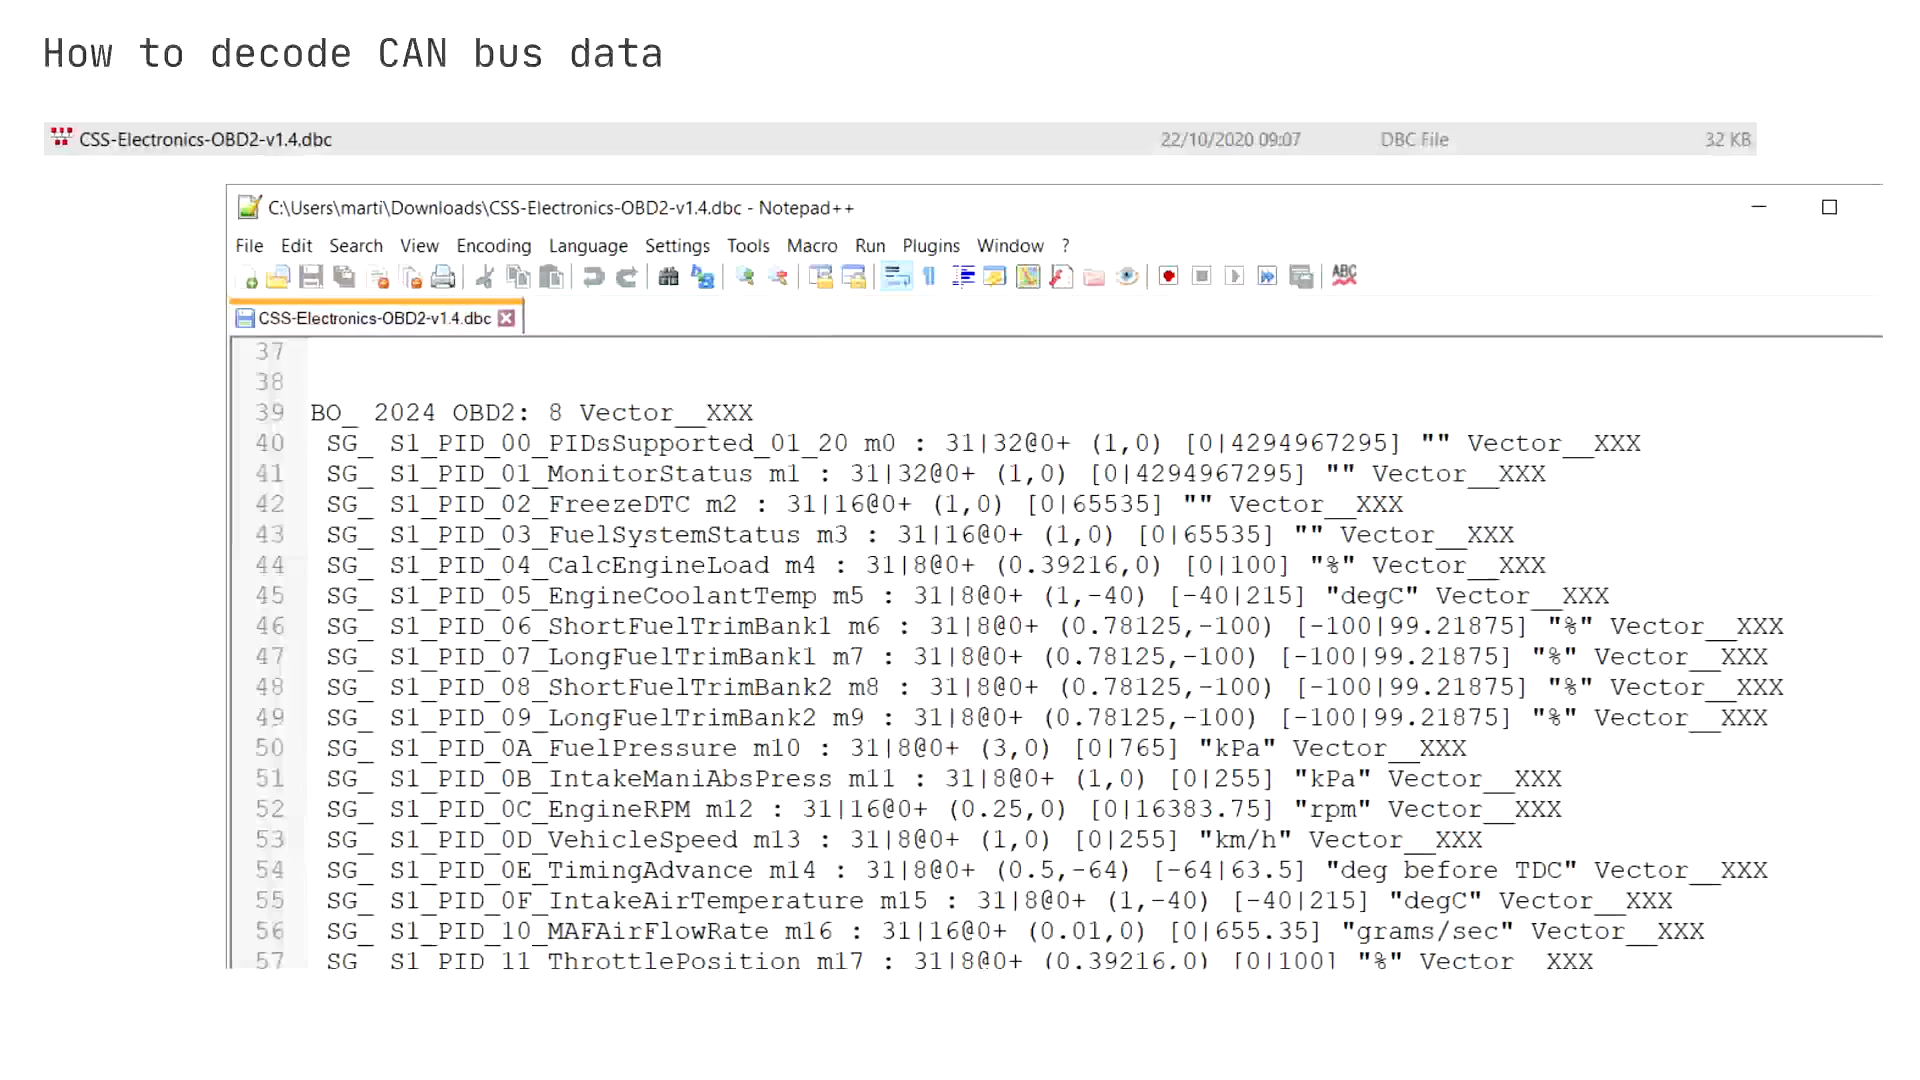 How to decode CAN bus data
CSS-Electronics-OBD2-v1.4.dbc 22/10/2020 09:07 DBC File 32 KB
C:\Users\marti\Downloads\CSS-Electronics-OBD2-v1.4.dbc - Notepad++
File Edit Search View Encoding Language Settings Tools Macro Run Plugins Window ?
ABC
CSS-Electronics-OBD2-v1.4.dbc
37
38
39 BO_ 2024 OBD2: 8 Vector__XXX
40 SG_ S1_PID_00_PIDsSupported_01_20 m0 : 31|32@0+ (1,0) [0|4294967295] "" Vector__XXX
41 SG_ S1_PID_01_MonitorStatus m1 : 31|32@0+ (1,0) [0|4294967295] "" Vector__XXX
42 SG_ S1_PID_02_FreezeDTC m2 : 31|16@0+ (1,0) [0|65535] "" Vector__XXX
43 SG_ S1_PID_03_FuelSystemStatus m3 : 31|16@0+ (1,0) [0|65535] "" Vector__XXX
44 SG_ S1_PID_04_CalcEngineLoad m4 : 31|8@0+ (0.39216,0) [0|100] "%" Vector__XXX
45 SG_ S1_PID_05_EngineCoolantTemp m5 : 31|8@0+ (1,-40) [-40|215] "degC" Vector__XXX
46 SG_ S1_PID_06_ShortFuelTrimBank1 m6 : 31|8@0+ (0.78125,-100) [-100|99.21875] "%" Vector__XXX
47 SG_ S1_PID_07_LongFuelTrimBank1 m7 : 31|8@0+ (0.78125,-100) [-100|99.21875] "%" Vector__XXX
48 SG_ S1_PID_08_ShortFuelTrimBank2 m8 : 31|8@0+ (0.78125,-100) [-100|99.21875] "%" Vector__XXX
49 SG_ S1_PID_09_LongFuelTrimBank2 m9 : 31|8@0+ (0.78125,-100) [-100|99.21875] "%" Vector__XXX
50 SG_ S1_PID_0A_FuelPressure m10 : 31|8@0+ (3,0) [0|765] "kPa" Vector__XXX
51 SG_ S1_PID_0B_IntakeManiAbsPress m11 : 31|8@0+ (1,0) [0|255] "kPa" Vector__XXX
52 SG_ S1_PID_0C_EngineRPM m12 : 31|16@0+ (0.25,0) [0|16383.75] "rpm" Vector__XXX
53 SG_ S1_PID_0D_VehicleSpeed m13 : 31|8@0+ (1,0) [0|255] "km/h" Vector__XXX
54 SG_ S1_PID_0E_TimingAdvance m14 : 31|8@0+ (0.5,-64) [-64|63.5] "deg before TDC" Vector__XXX
55 SG_ S1_PID_0F_IntakeAirTemperature m15 : 31|8@0+ (1,-40) [-40|215] "degC" Vector__XXX
56 SG_ S1_PID_10_MAFAirFlowRate m16 : 31|16@0+ (0.01,0) [0|655.35] "grams/sec" Vector__XXX
57 SG_ S1_PID_11_ThrottlePosition m17 : 31|8@0+ (0.39216,0) [0|100] "%" Vector__XXX